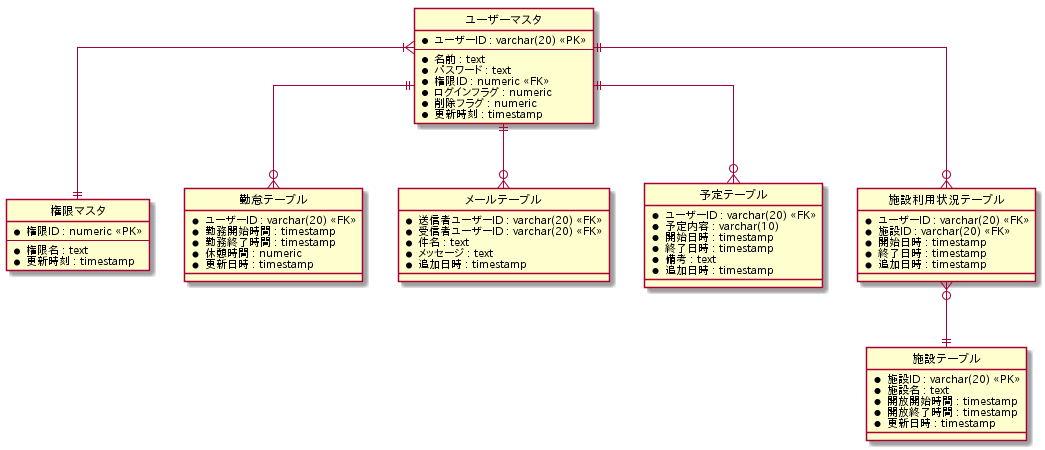 ユーザーマスタ
ユーザーID : varchar(20) «PK»
名前 : text
パスワード : text
権限ID : numeric «FK»
ログインフラグ : numeric
削除フラグ : numeric
更新時刻 : timestamp
権限マスタ
権限ID : numeric «PK»
権限名 : text
更新時刻 : timestamp
勤怠テーブル
ユーザーID : varchar(20) «FK»
勤務開始時間 : timestamp
勤務終了時間 : timestamp
休憩時間 : numeric
更新日時 : timestamp
メールテーブル
送信者ユーザーID : varchar(20) «FK»
受信者ユーザーID : varchar(20) «FK»
件名 : text
メッセージ : text
追加日時 : timestamp
予定テーブル
ユーザーID : varchar(20) «FK»
予定内容 : varchar(10)
開始日時 : timestamp
終了日時 : timestamp
備考 : text
追加日時 : timestamp
施設利用状況テーブル
ユーザーID : varchar(20) «FK»
施設ID : varchar(20) «FK»
開始日時 : timestamp
終了日時 : timestamp
追加日時 : timestamp
施設テーブル
施設ID : varchar(20) «PK»
施設名 : text
開放開始時間 : timestamp
開放終了時間 : timestamp
更新日時 : timestamp